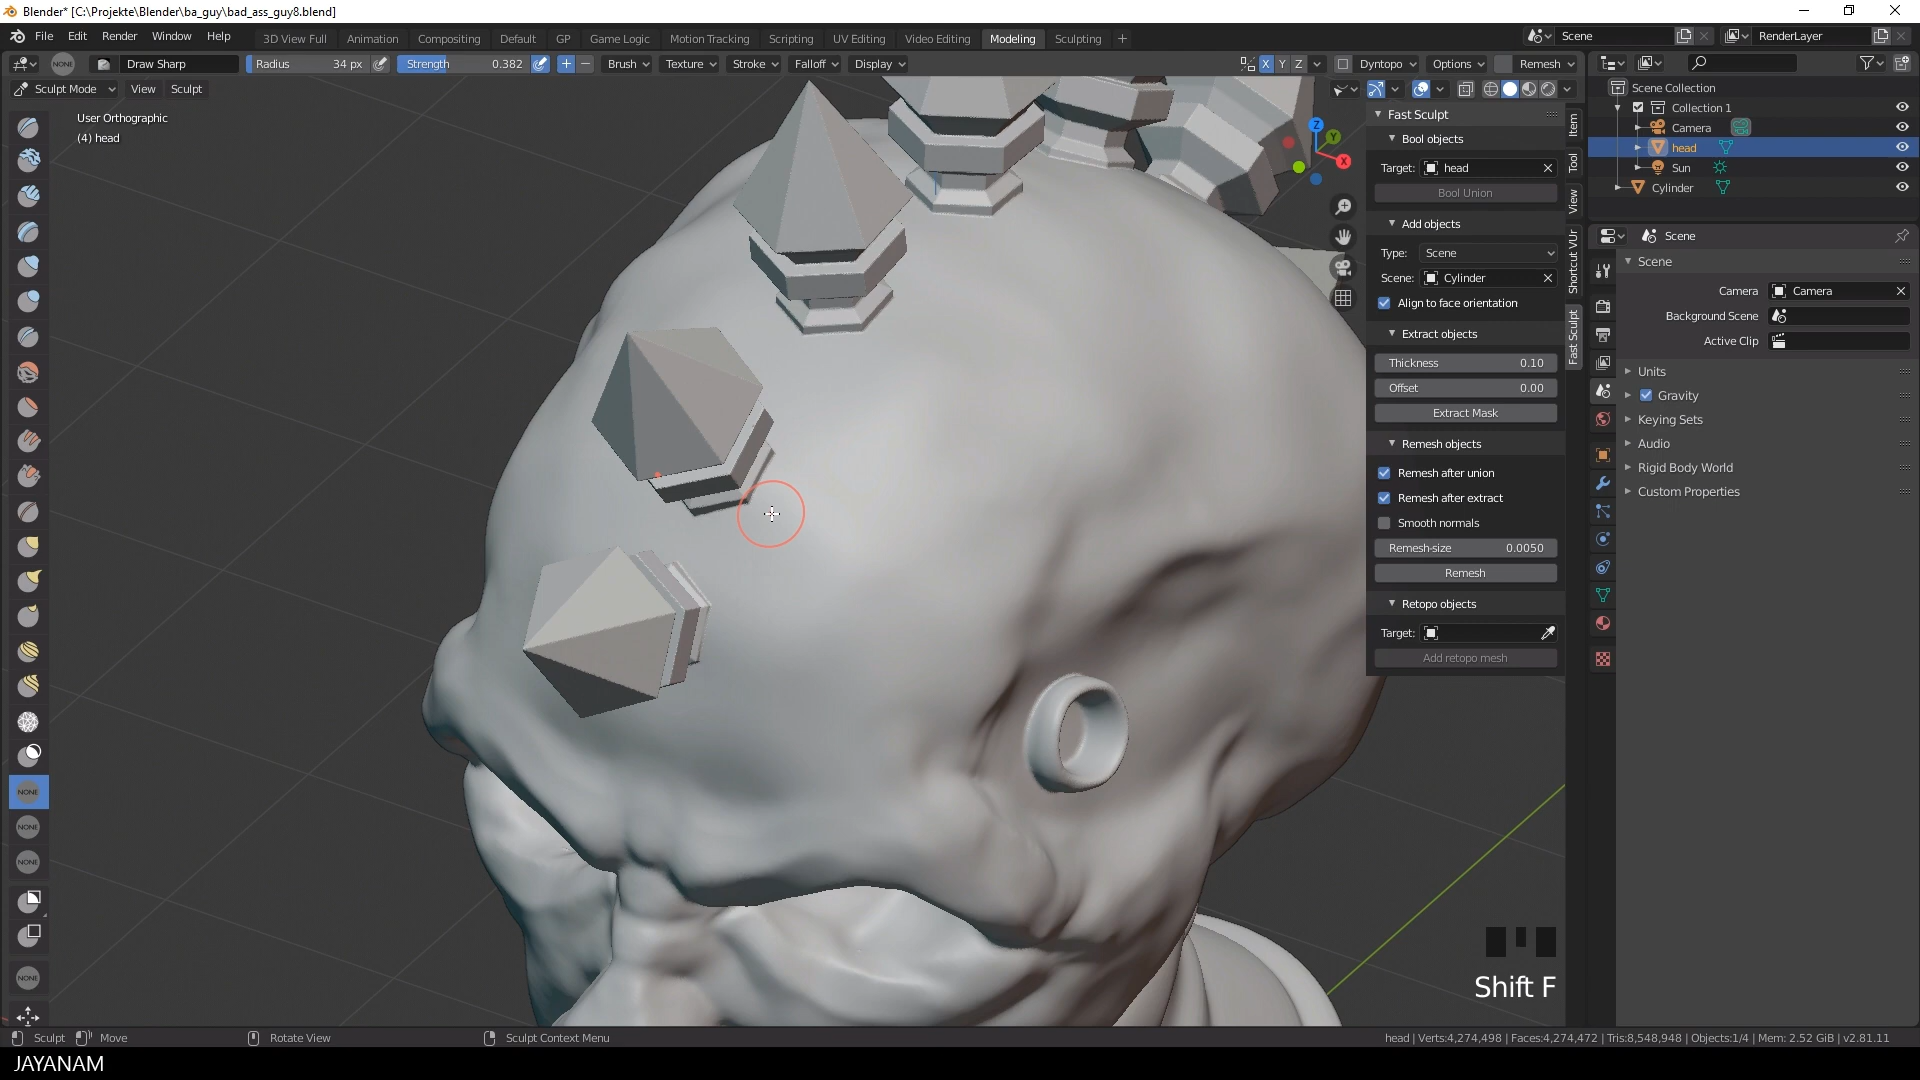 Blender* [C:\Projekte\Blender\ba_guy\bad_ass_guy8.blend]
File Edit Render Window Help
3D View Full Animation Compositing Default GP Game Logic Motion Tracking Scripting UV Editing Video Editing Modeling Sculpting
Scene
RenderLayer
NONE
Draw Sharp
Radius 34 px
Strength 0.382
Brush Texture Stroke Falloff Display
X Y Z
Dyntopo Options Remesh
Sculpt Mode View Sculpt
User Orthographic
(4) head
NONE
NONE
NONE
NONE
Z
Y
X
Fast Sculpt
Bool objects
Target: head
Bool Union
Add objects
Type: Scene
Scene: Cylinder
Align to face orientation
Extract objects
Thickness 0.10
Offset 0.00
Extract Mask
Remesh objects
Remesh after union
Remesh after extract
Smooth normals
Remesh-size 0.0050
Remesh
Retopo objects
Target:
Add retopo mesh
Item
Tool
View
Shortcut VUr
Fast Sculpt
Scene Collection
Collection 1
Camera
head
Sun
Cylinder
Scene
Scene
Camera Camera
Background Scene
Active Clip
Units
Gravity
Keying Sets
Audio
Rigid Body World
Custom Properties
Shift F
Sculpt Move Rotate View Sculpt Context Menu
head | Verts:4,274,498 | Faces:4,274,472 | Tris:8,548,948 | Objects:1/4 | Mem: 2.52 GiB | v2.81.11
JAYANAM